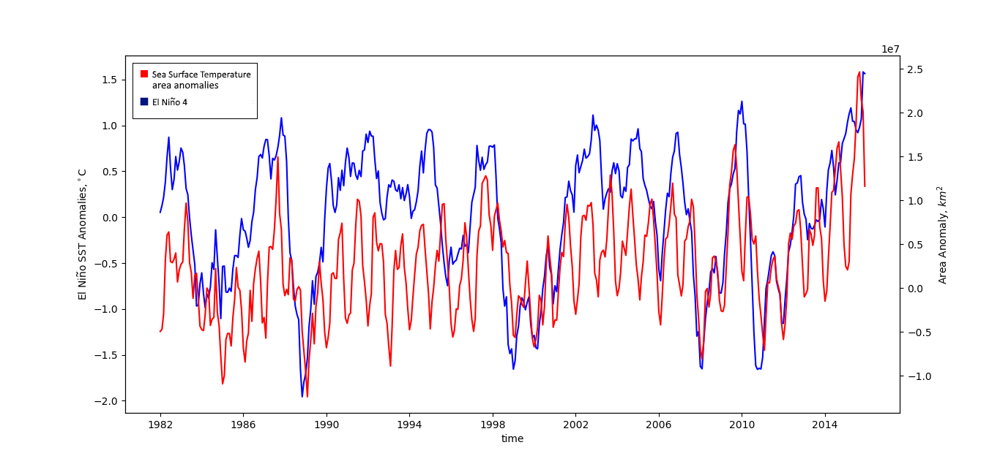 1e7
Sea Surface Temperature
area anomalies
El Niño 4
El Niño SST Anomalies,°C
1.5
1.0
0.5
0.0
−0.5
−1.0
−1.5
−2.0
2.5
2.0
1.5
1.0
0.5
0.0
−0.5
−1.0
Area Anomaly, km²
1982 1986 1990 1994 1998 2002 2006 2010 2014
time